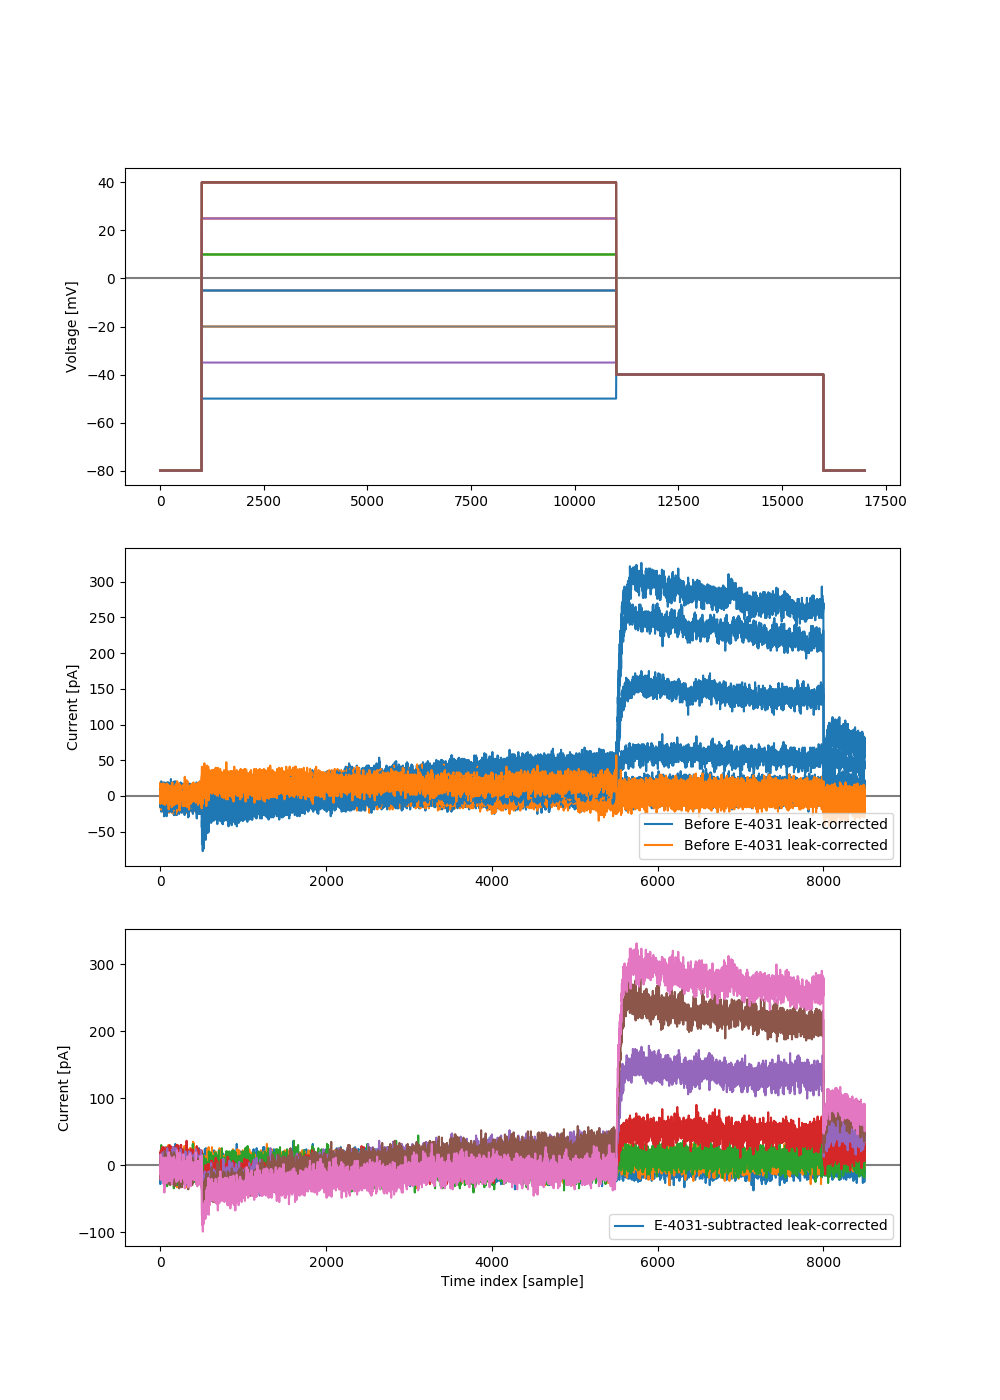 40
20
0
−20
−40
−60
−80
Voltage [mV]
0 2500 5000 7500 10000 12500 15000 17500
300
250
200
150
100
50
0
−50
Current [pA]
Before E-4031 leak-corrected
Before E-4031 leak-corrected
0 2000 4000 6000 8000
300
200
100
0
−100
Current [pA]
E-4031-subtracted leak-corrected
0 2000 4000 6000 8000
Time index [sample]